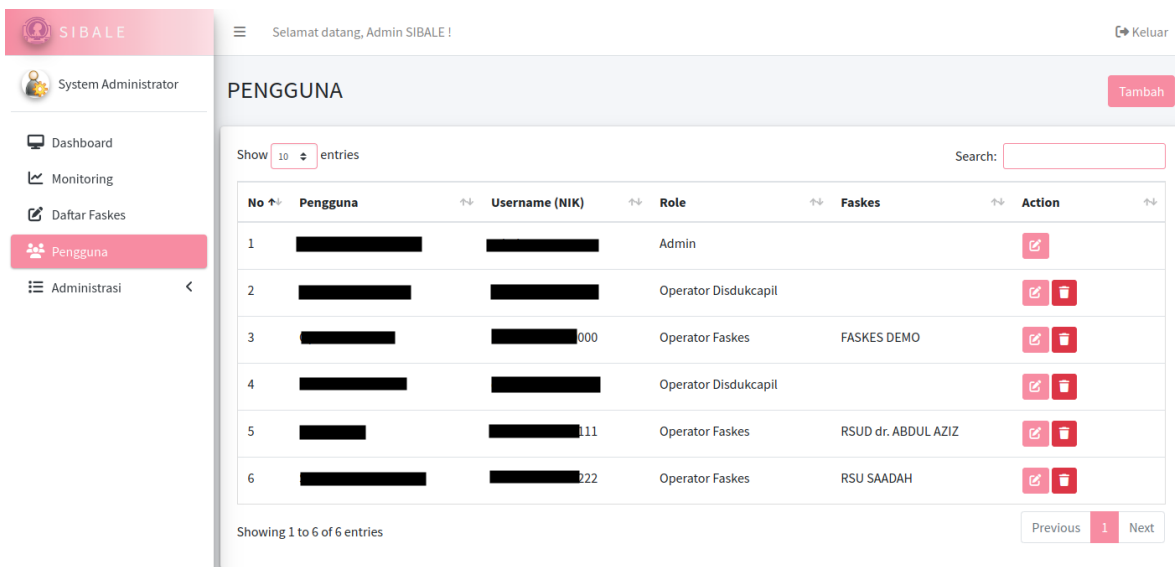 SIBALE
Selamat datang, Admin SIBALE !
Keluar
System Administrator
PENGGUNA
Tambah
Dashboard
Monitoring
Daftar Faskes
Pengguna
Administrasi
Show 10 entries
Search:
No Pengguna Username (NIK) Role Faskes Action
1 Admin
2 Operator Disdukcapil
3 000 Operator Faskes FASKES DEMO
4 Operator Disdukcapil
5 111 Operator Faskes RSUD dr. ABDUL AZIZ
6 222 Operator Faskes RSU SAADAH
Showing 1 to 6 of 6 entries
Previous 1 Next